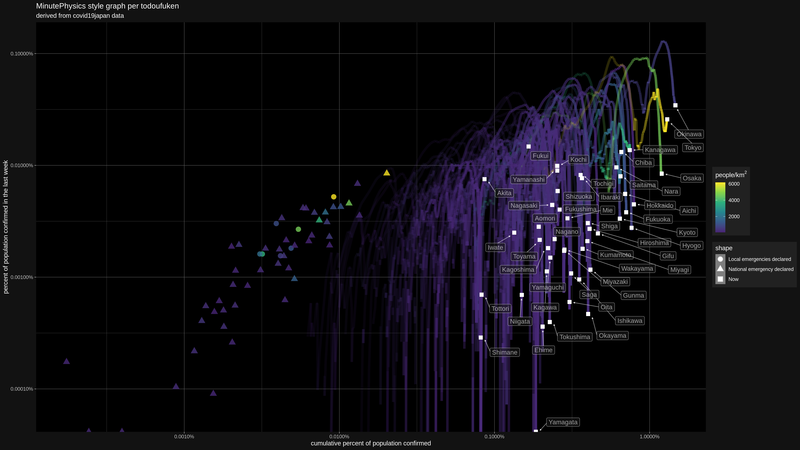 MinutePhysics style graph per todoufuken
derived from covid19japan data
percent of population confirmed in the last week
0.10000%
0.01000%
0.00100%
0.00010%
Okinawa
Tokyo
Kanagawa
Fukui
Kochi
Chiba
Osaka
Yamanashi
Tochigi
Saitama
Nara
Akita
Shizuoka
Ibaraki
Nagasaki
Fukushima
Mie
Hokkaido
Aichi
Aomori
Fukuoka
Shiga
Nagano
Kyoto
Iwate
Hiroshima
Hyogo
Toyama
Kumamoto
Gifu
Kagoshima
Wakayama
Miyagi
Yamaguchi
Miyazaki
Saga
Gunma
Tottori
Kagawa
Oita
Niigata
Ishikawa
Tokushima
Okayama
Shimane
Ehime
Yamagata
0.0010%
0.0100%
0.1000%
1.0000%
cumulative percent of population confirmed
people/km²
6000
4000
2000
shape
Local emergencies declared
National emergency declared
Now